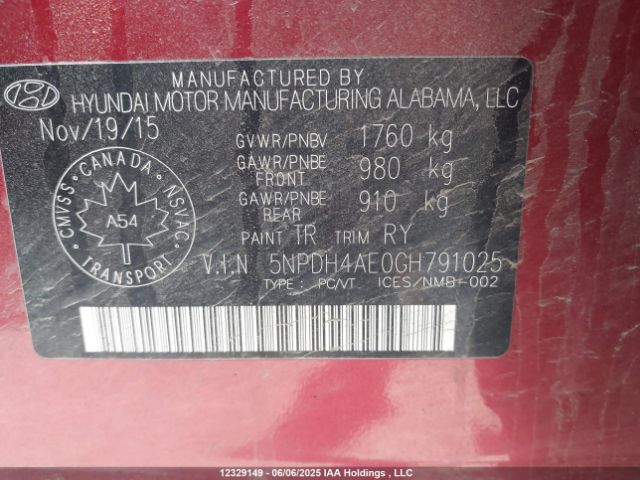 MANUFACTURED BY
HYUNDAI MOTOR MANUFACTURING ALABAMA, LLC
Nov/19/15
GVWR/PNBV 1760 kg
GAWR/PNBE FRONT 980 kg
GAWR/PNBE REAR 910 kg
PAINT TR TRIM RY
V.I.N 5NPDH4AE0GH791025
TYPE : PC/VT ICES/NMB-002
CANADA
CMVSS
NSVAC
A54
TRANSPORT
12329149 - 06/06/2025 IAA Holdings , LLC